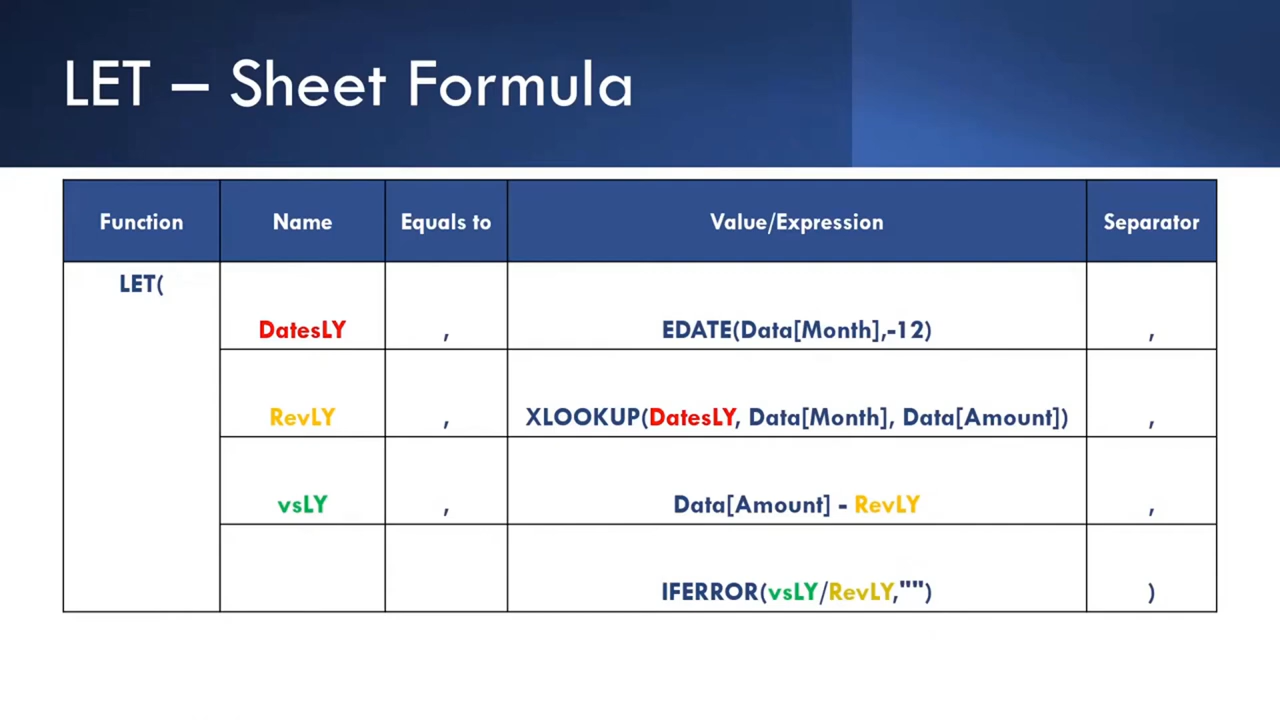 LET – Sheet Formula
Function Name Equals to Value/Expression Separator
LET(
DatesLY , EDATE(Data[Month],-12) ,
RevLY , XLOOKUP(DatesLY, Data[Month], Data[Amount]) ,
vsLY , Data[Amount] - RevLY ,
IFERROR(vsLY/RevLY,"") )